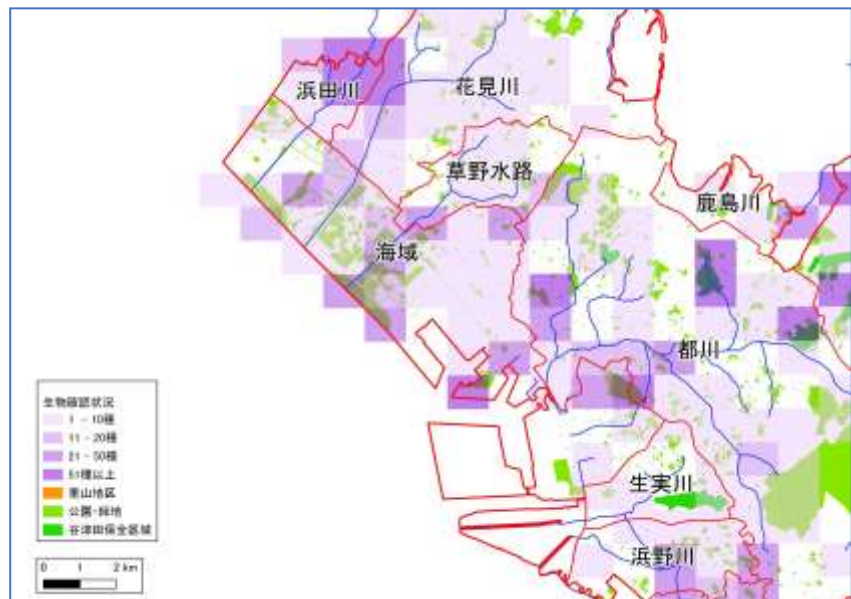 浜田川
花見川
草野水路
鹿島川
海域
都川
生実川
浜野川
生物確認状況
1 - 10種
11 - 20種
21 - 50種
51種以上
里山地区
公園・緑地
谷津田保全区域
0 1 2 km